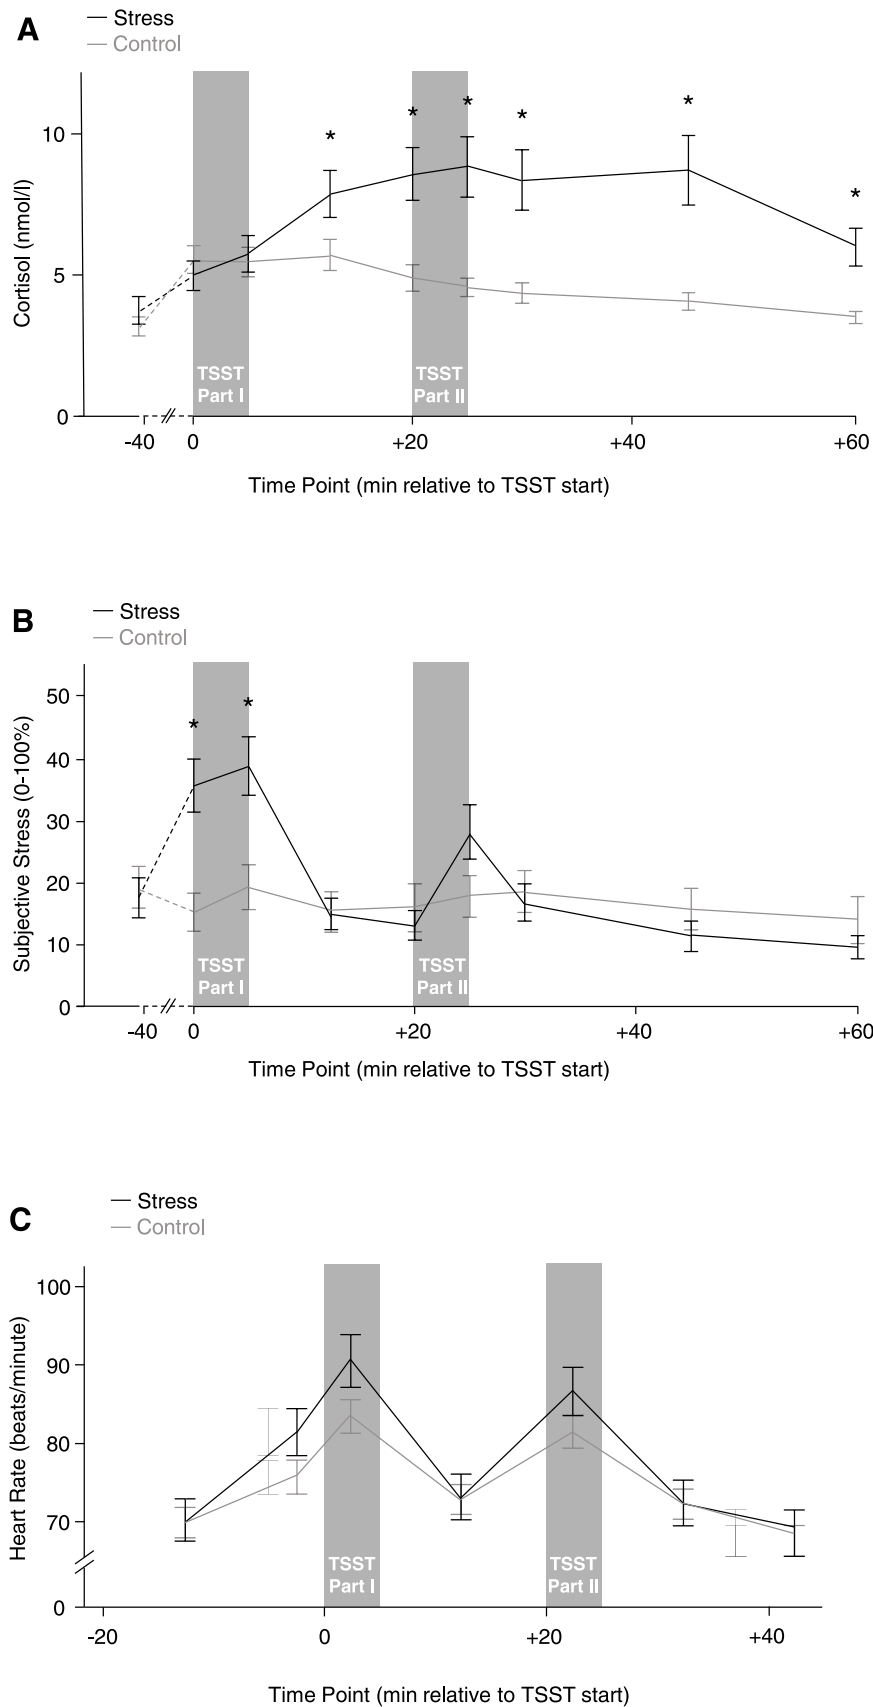 A
Stress
Control
Cortisol (nmol/l)
10
5
0
* * * * * *
TSST
Part I
TSST
Part II
-40 0 +20 +40 +60
Time Point (min relative to TSST start)
B
Stress
Control
Subjective Stress (0-100%)
50
40
30
20
10
0
* *
TSST
Part I
TSST
Part II
-40 0 +20 +40 +60
Time Point (min relative to TSST start)
C
Stress
Control
Heart Rate (beats/minute)
100
90
80
70
0
TSST
Part I
TSST
Part II
-20 0 +20 +40
Time Point (min relative to TSST start)